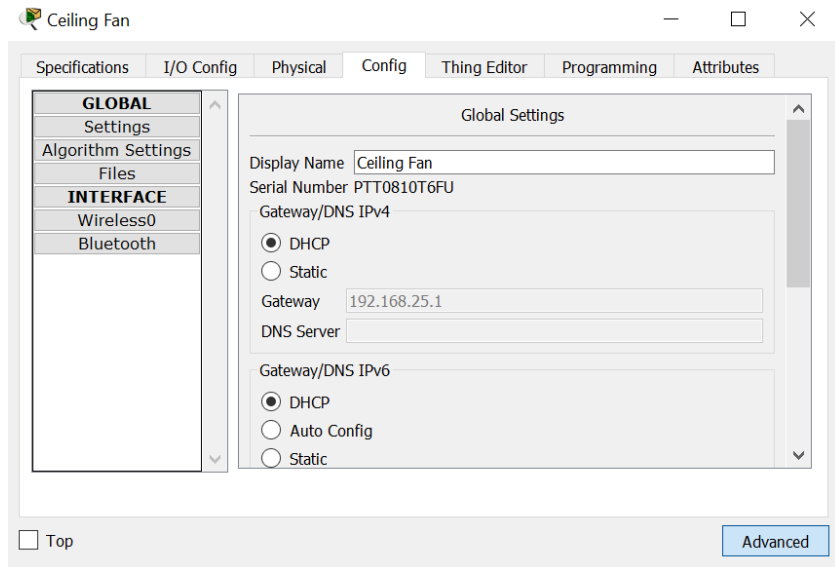 Ceiling Fan
Specifications I/O Config Physical Config Thing Editor Programming Attributes
GLOBAL
Settings
Algorithm Settings
Files
INTERFACE
Wireless0
Bluetooth
Global Settings
Display Name Ceiling Fan
Serial Number PTT0810T6FU
Gateway/DNS IPv4
DHCP
Static
Gateway 192.168.25.1
DNS Server
Gateway/DNS IPv6
DHCP
Auto Config
Static
Top
Advanced